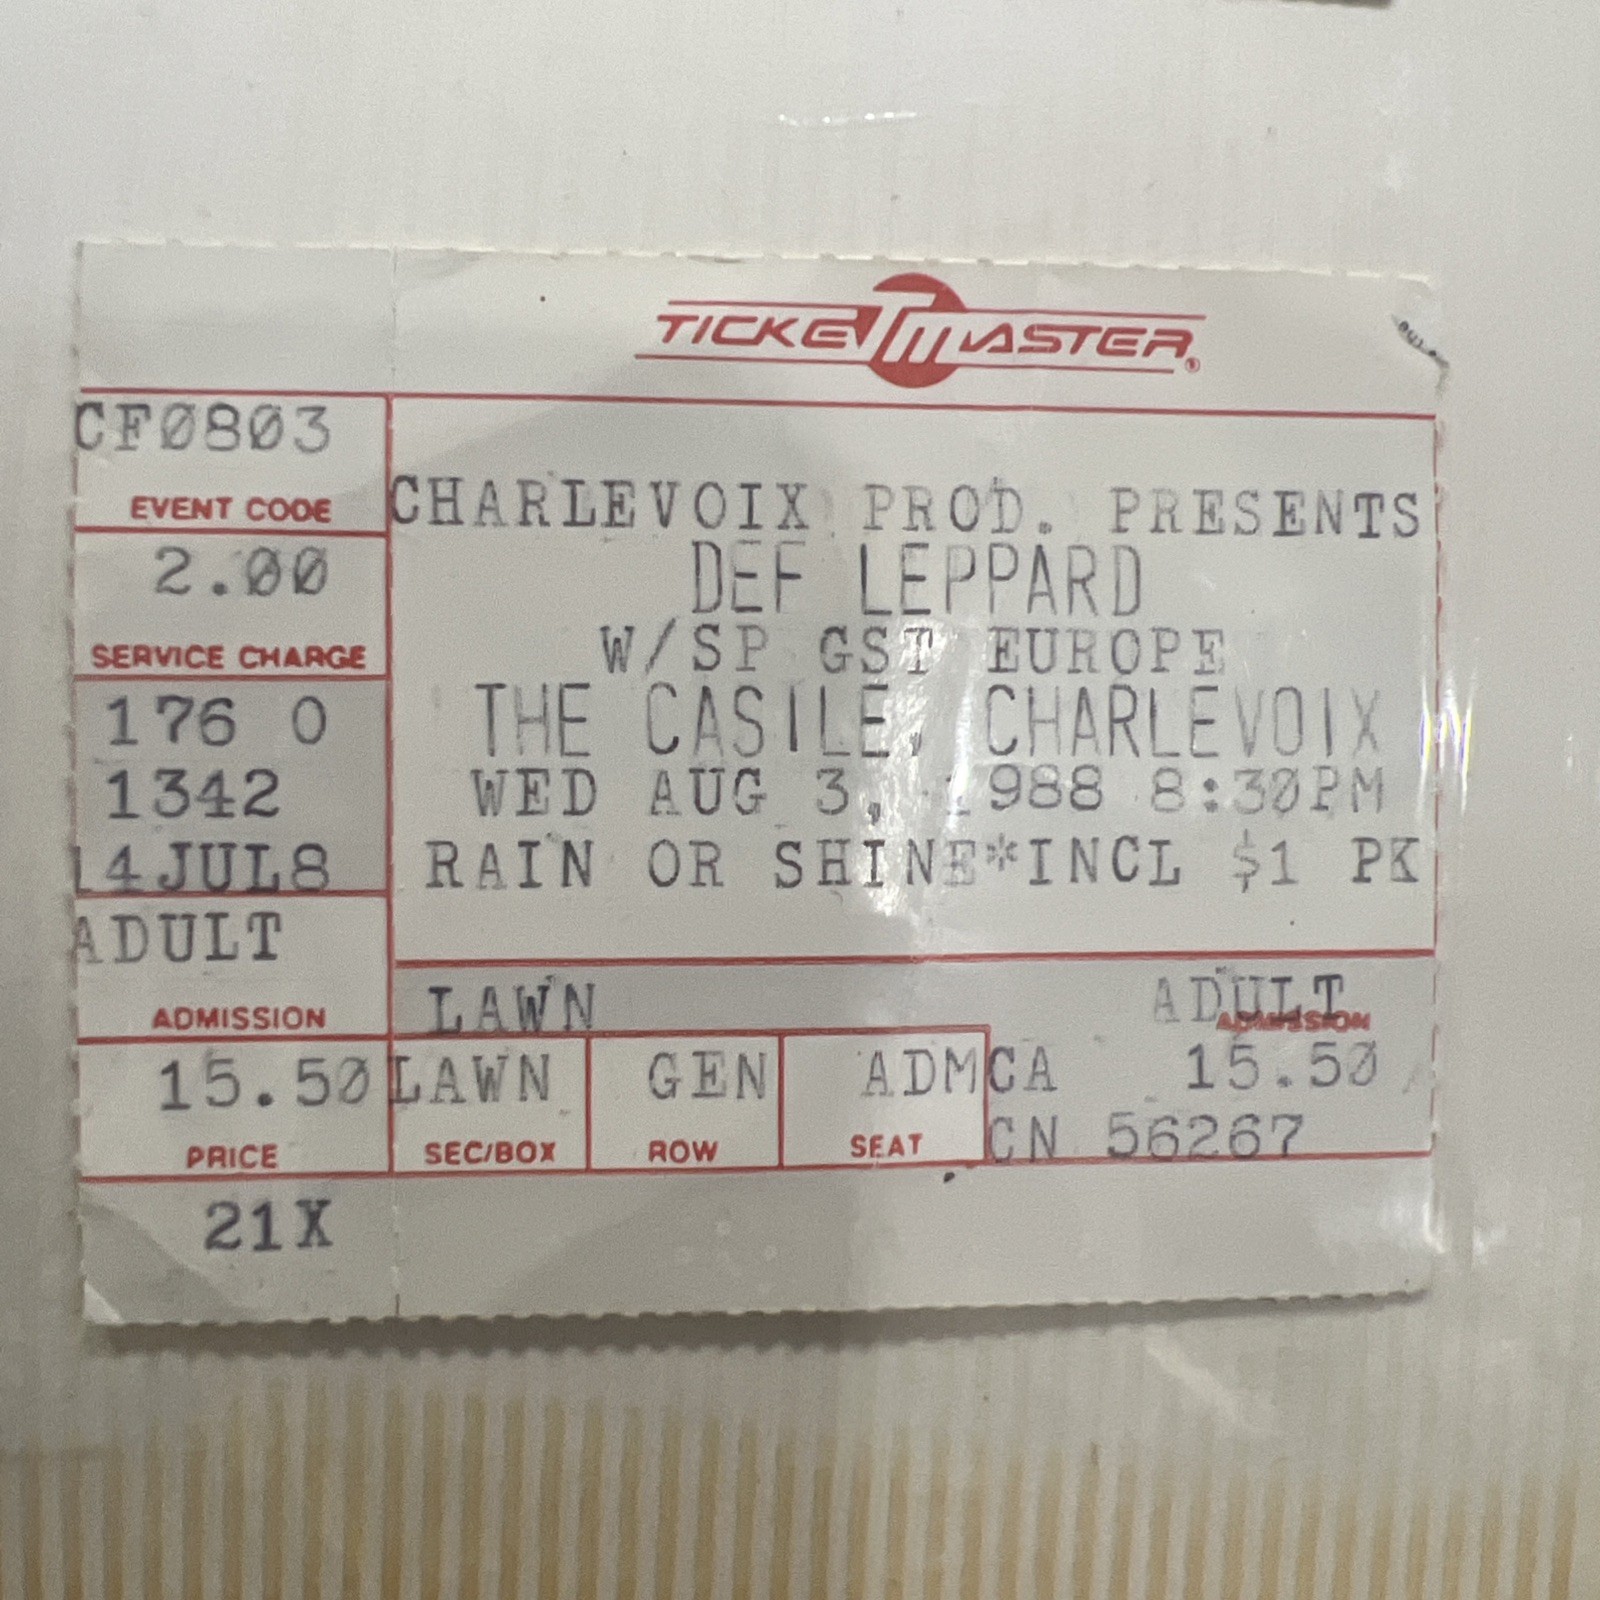 TICKETMASTER®
CF0803
EVENT CODE
2.00
SERVICE CHARGE
176 0
1342
14JUL8
ADULT
ADMISSION
15.50
PRICE
21X
CHARLEVOIX PROD. PRESENTS
DEF LEPPARD
W/SP GST EUROPE
THE CASTLE, CHARLEVOIX
WED AUG 3, 1988 8:30PM
RAIN OR SHINE*INCL $1 PK
LAWN ADULT
ADMISSION
LAWN GEN ADM CA 15.50
SEC/BOX ROW SEAT CN 56267